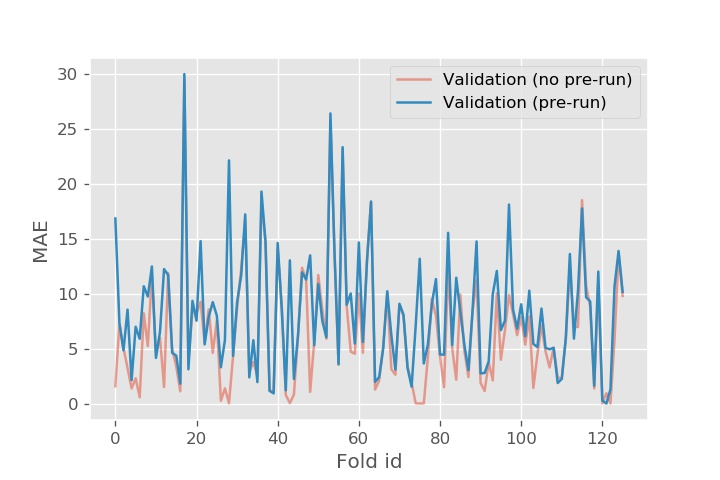 Validation (no pre-run)
Validation (pre-run)
30
25
20
15
10
5
0
MAE
0 20 40 60 80 100 120
Fold id